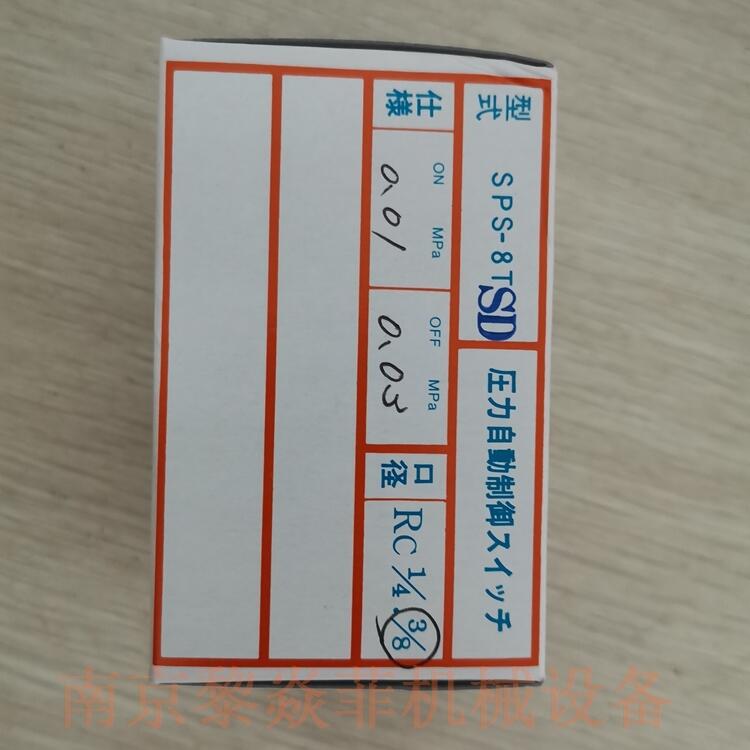 型式 SPS-8TSD 圧力自動制御スイッチ
仕様 ON MPa 0.01 OFF MPa 0.03 口径 RC 1/4 . 3/8
南京黎焱菲机械设备